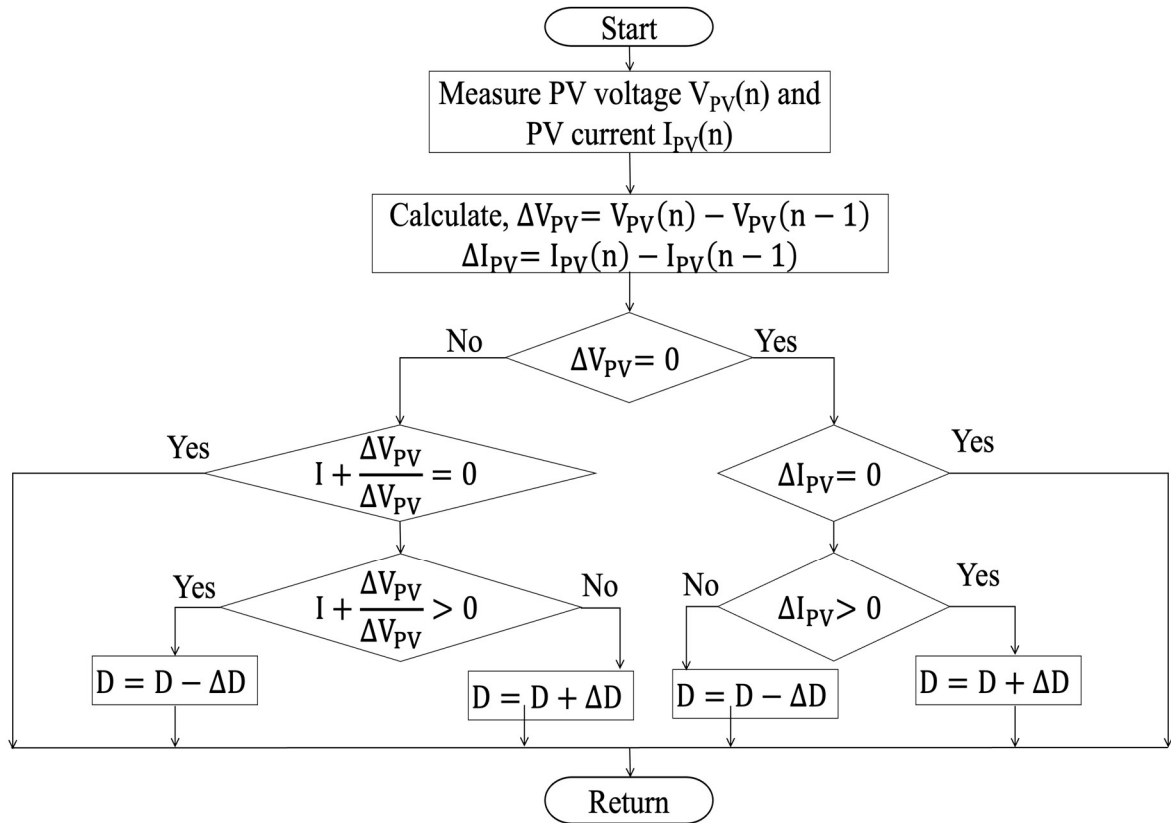 Start
Measure PV voltage V_PV(n) and
PV current I_PV(n)
Calculate, ΔV_PV= V_PV(n) − V_PV(n − 1)
ΔI_PV= I_PV(n) − I_PV(n − 1)
No
ΔV_PV= 0
Yes
Yes
I + ΔV_PV/ΔV_PV = 0
ΔI_PV= 0
Yes
Yes
I + ΔV_PV/ΔV_PV > 0
No
No
ΔI_PV> 0
Yes
D = D − ΔD
D = D + ΔD
D = D − ΔD
D = D + ΔD
Return